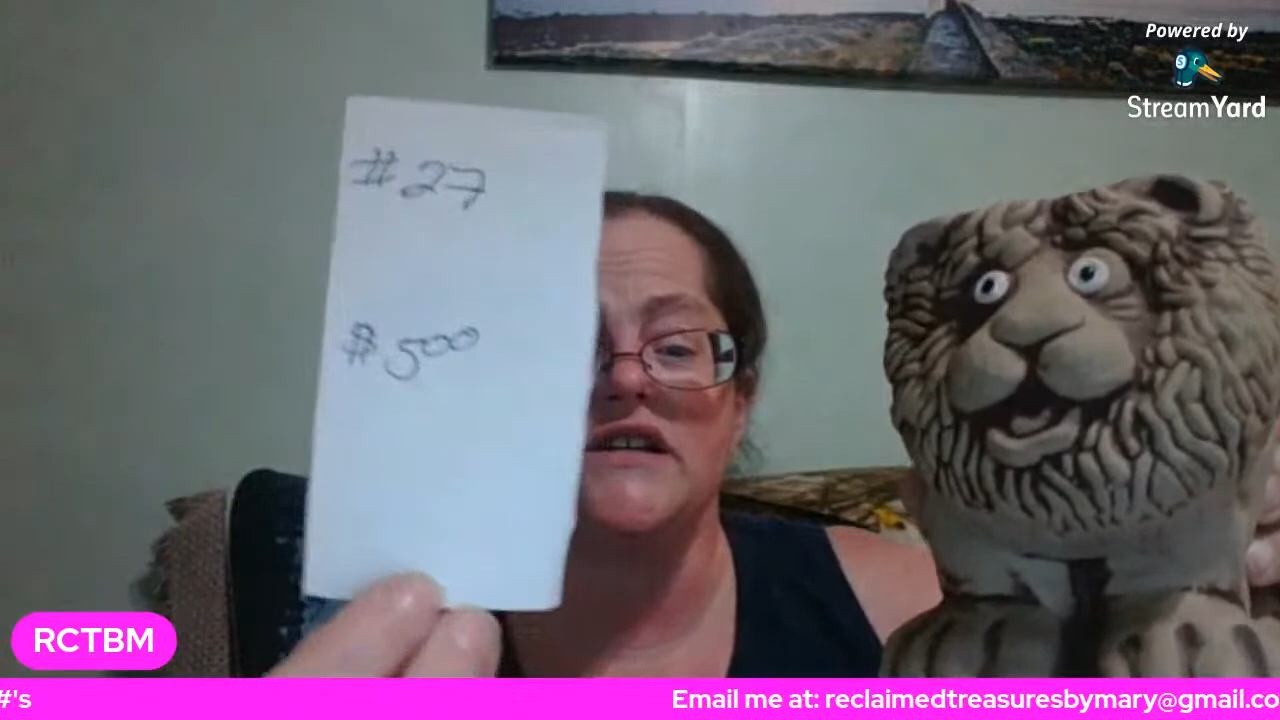 Powered by
StreamYard
#27
$500
RCTBM
#'s
Email me at: reclaimedtreasuresbymary@gmail.co